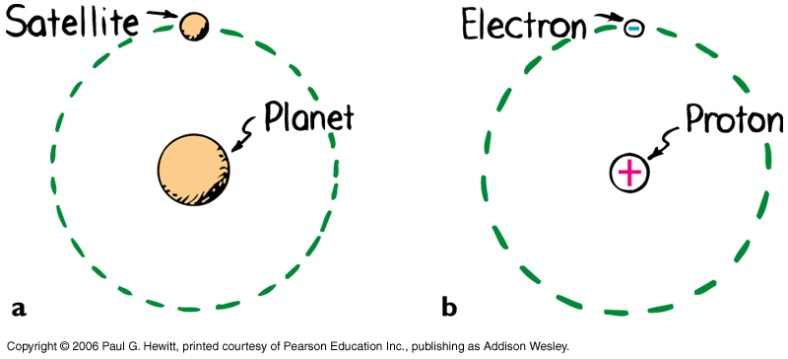 Satellite
Electron
Planet
Proton
-
+
a
b
Copyright © 2006 Paul G. Hewitt, printed courtesy of Pearson Education Inc., publishing as Addison Wesley.